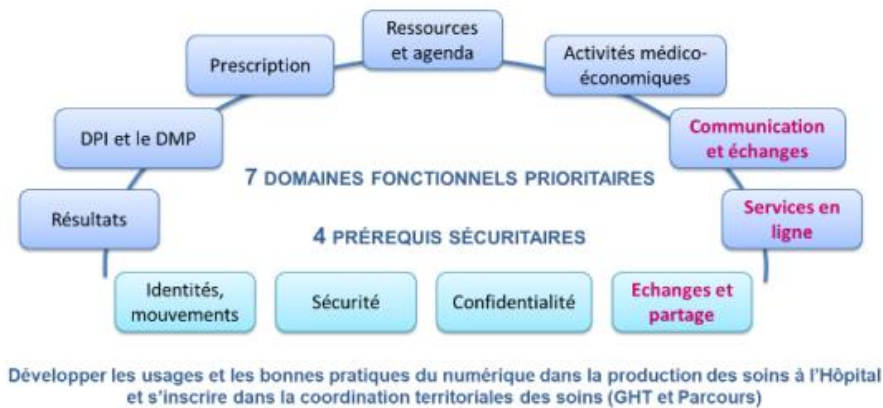 Ressources
et agenda
Prescription
Activités médico-
économiques
DPI et le DMP
Communication
et échanges
7 DOMAINES FONCTIONNELS PRIORITAIRES
Résultats
Services en
ligne
4 PRÉREQUIS SÉCURITAIRES
Identités,
mouvements
Sécurité
Confidentialité
Echanges et
partage
Développer les usages et les bonnes pratiques du numérique dans la production des soins à l'Hôpital
et s'inscrire dans la coordination territoriales des soins (GHT et Parcours)